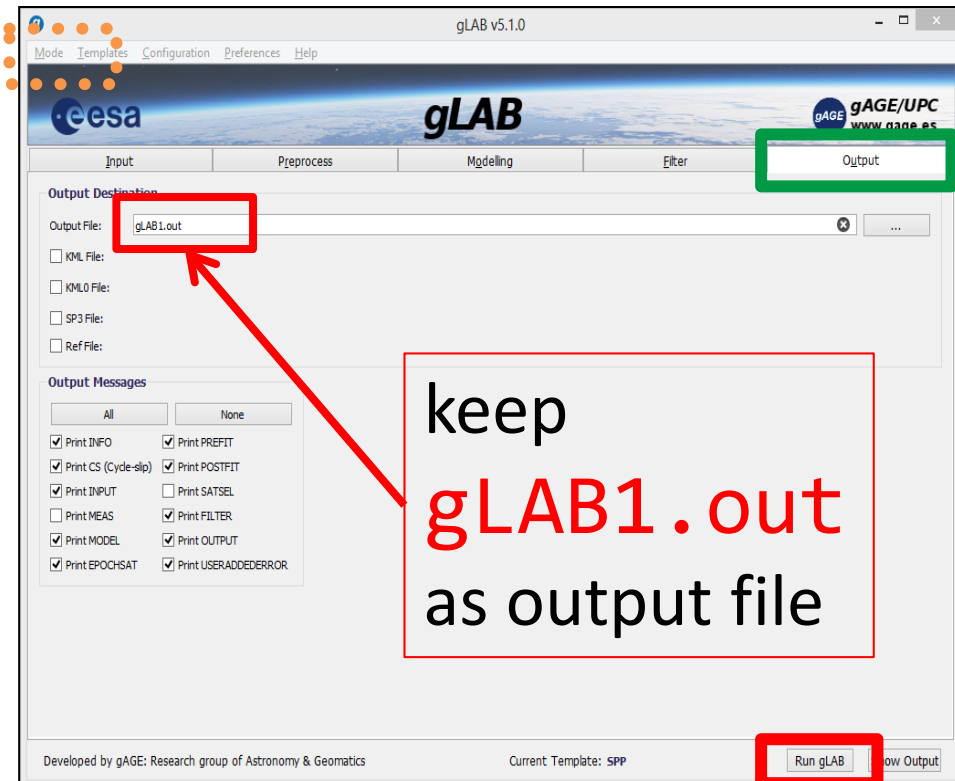 gLAB v5.1.0
Mode Templates Configuration Preferences Help
esa
gLAB
gAGE
gAGE/UPC
www.gage.es
Input Preprocess Modelling Filter Output
Output Destination
Output File: gLAB1.out ...
KML File:
KML0 File:
SP3 File:
Ref File:
Output Messages
All None
Print INFO Print PREFIT
Print CS (Cycle-slip) Print POSTFIT
Print INPUT Print SATSEL
Print MEAS Print FILTER
Print MODEL Print OUTPUT
Print EPOCHSAT Print USERADDEDERROR
keep
gLAB1.out
as output file
Developed by gAGE: Research group of Astronomy & Geomatics Current Template: SPP Run gLAB Show Output